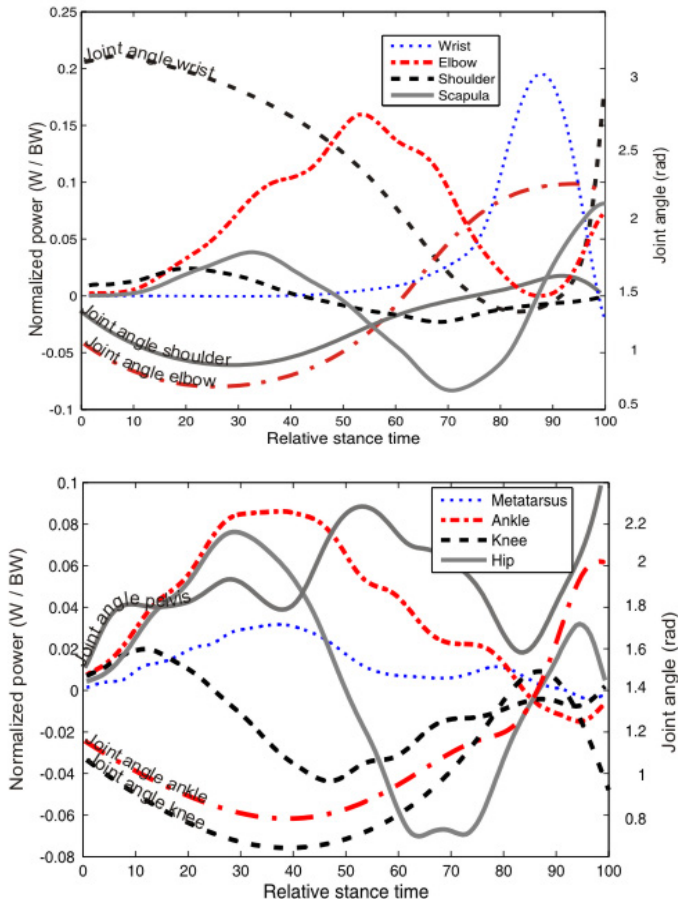 0.25
0.2
0.15
0.1
0.05
0
-0.05
-0.1
Normalized power (W / BW)
Joint angle wrist
Joint angle shoulder
Joint angle elbow
Wrist
Elbow
Shoulder
Scapula
3
2.5
2
1.5
1
0.5
Joint angle (rad)
0 10 20 30 40 50 60 70 80 90 100
Relative stance time
0.1
0.08
0.06
0.04
0.02
0
-0.02
-0.04
-0.06
-0.08
Normalized power (W / BW)
Joint angle pelvis
Joint angle ankle
Joint angle knee
Metatarsus
Ankle
Knee
Hip
2.2
2
1.8
1.6
1.4
1.2
1
0.8
Joint angle (rad)
0 10 20 30 40 50 60 70 80 90 100
Relative stance time